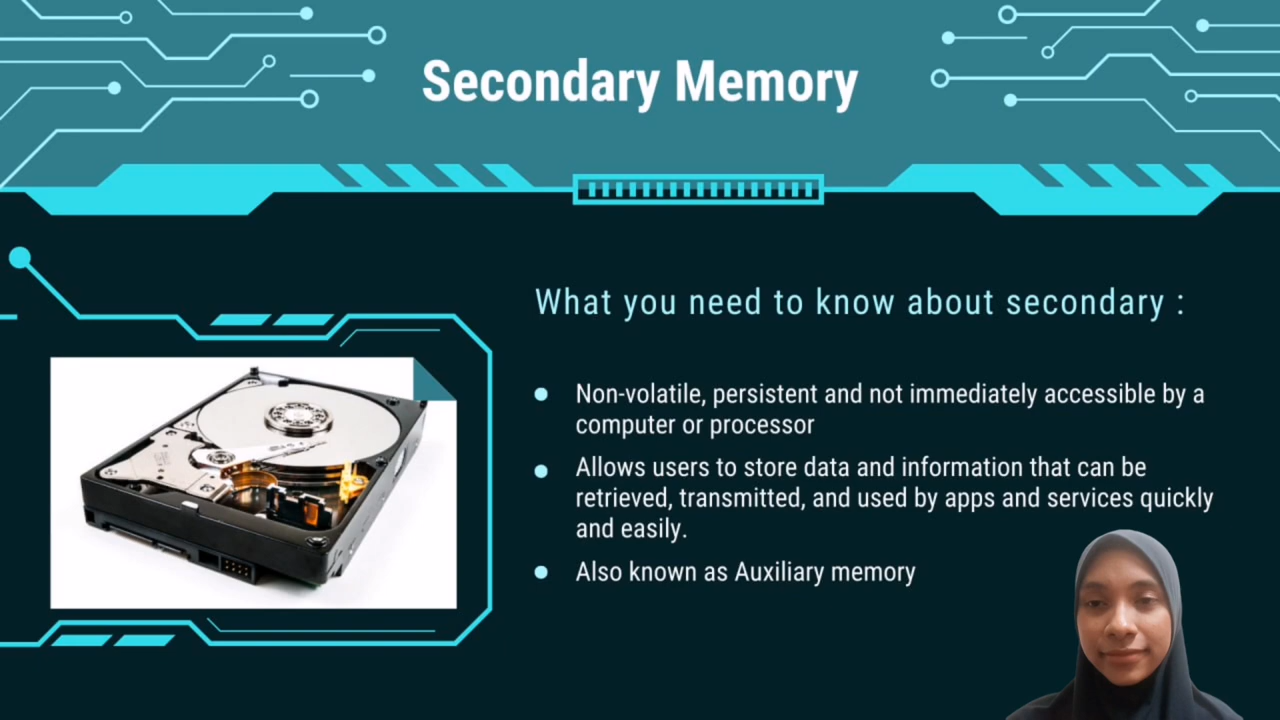 Secondary Memory
What you need to know about secondary :
Non-volatile, persistent and not immediately accessible by a
computer or processor
Allows users to store data and information that can be
retrieved, transmitted, and used by apps and services quickly
and easily.
Also known as Auxiliary memory